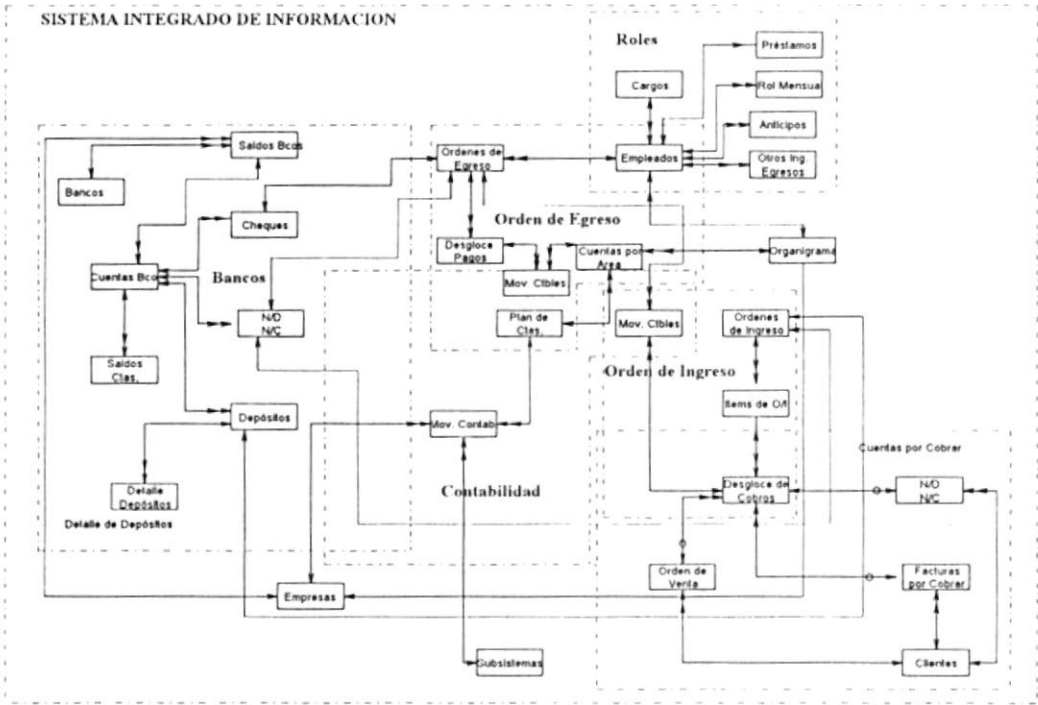 SISTEMA INTEGRADO DE INFORMACION
Roles
Préstamos
Cargos
Rol Mensua
Anticipos
Saldos Bcos
Ordenes de
Egreso
Empleados
Otros Ing.
Egresos
Bancos
Orden de Egreso
Cheques
Desgloce
Pagos
Cuentas por
Area
Organigrama
Cuentas Bco
Bancos
Mov. Ctbles
N/D
N/C
Plan de
Ctas,
Mov. Ctbles
Ordenes
de Ingreso
Saldos
Ctas,
Orden de Ingreso
Items de O/I
Depósitos
Mov. Contab
Cuentas por Cobrar
Detalle
Depósitos
Contabilidad
Desgloce de
Cobros
N/D
N/C
Detalle de Depósitos
Orden de
Venta
Facturas
por Cobrar
Empresas
Subsistemas
Clientes